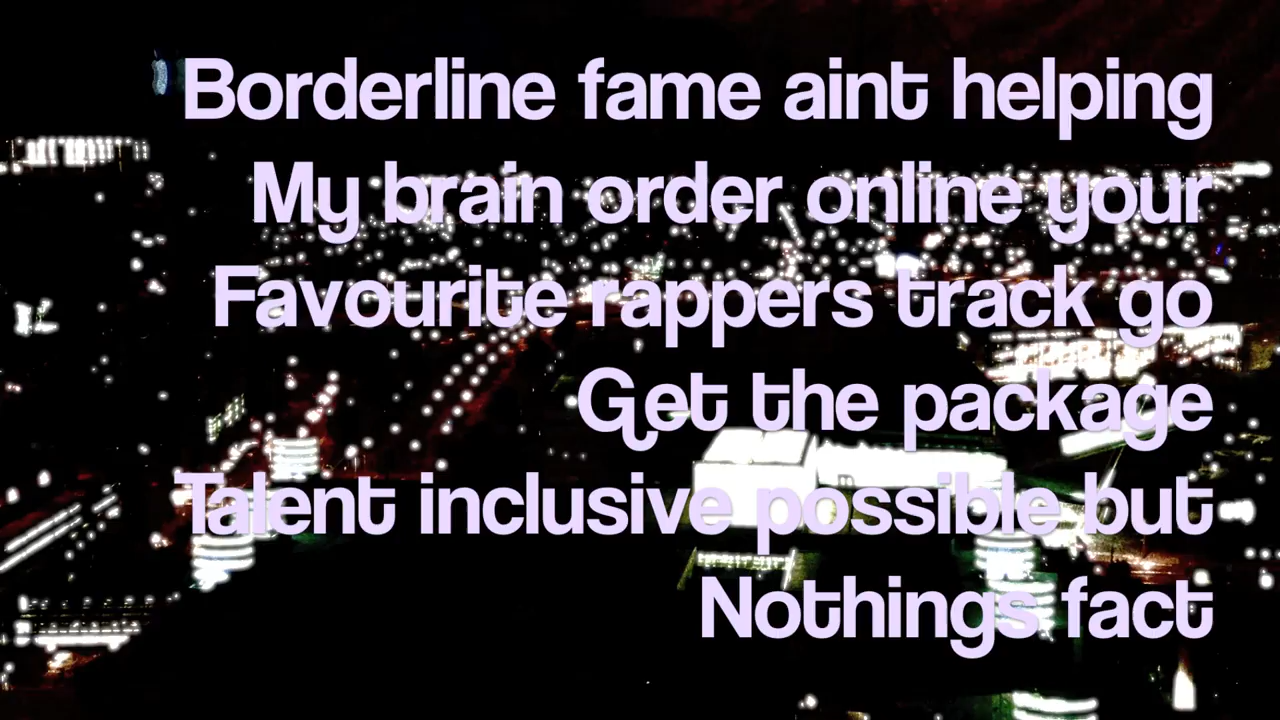 Borderline fame aint helping
My brain order online your
Favourite rappers track go
Get the package
Talent inclusive possible but
Nothings fact